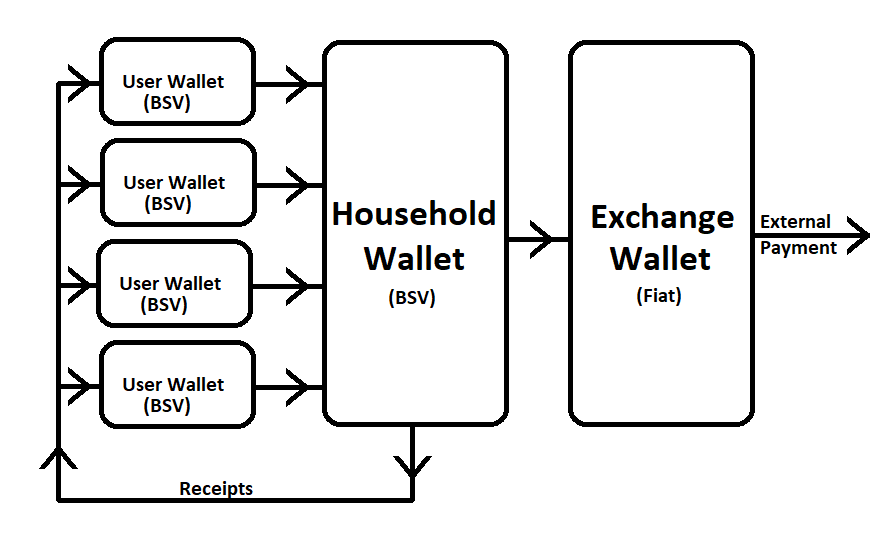 User Wallet
(BSV)
User Wallet
(BSV)
User Wallet
(BSV)
User Wallet
(BSV)
Household
Wallet
(BSV)
Exchange
Wallet
(Fiat)
External
Payment
Receipts